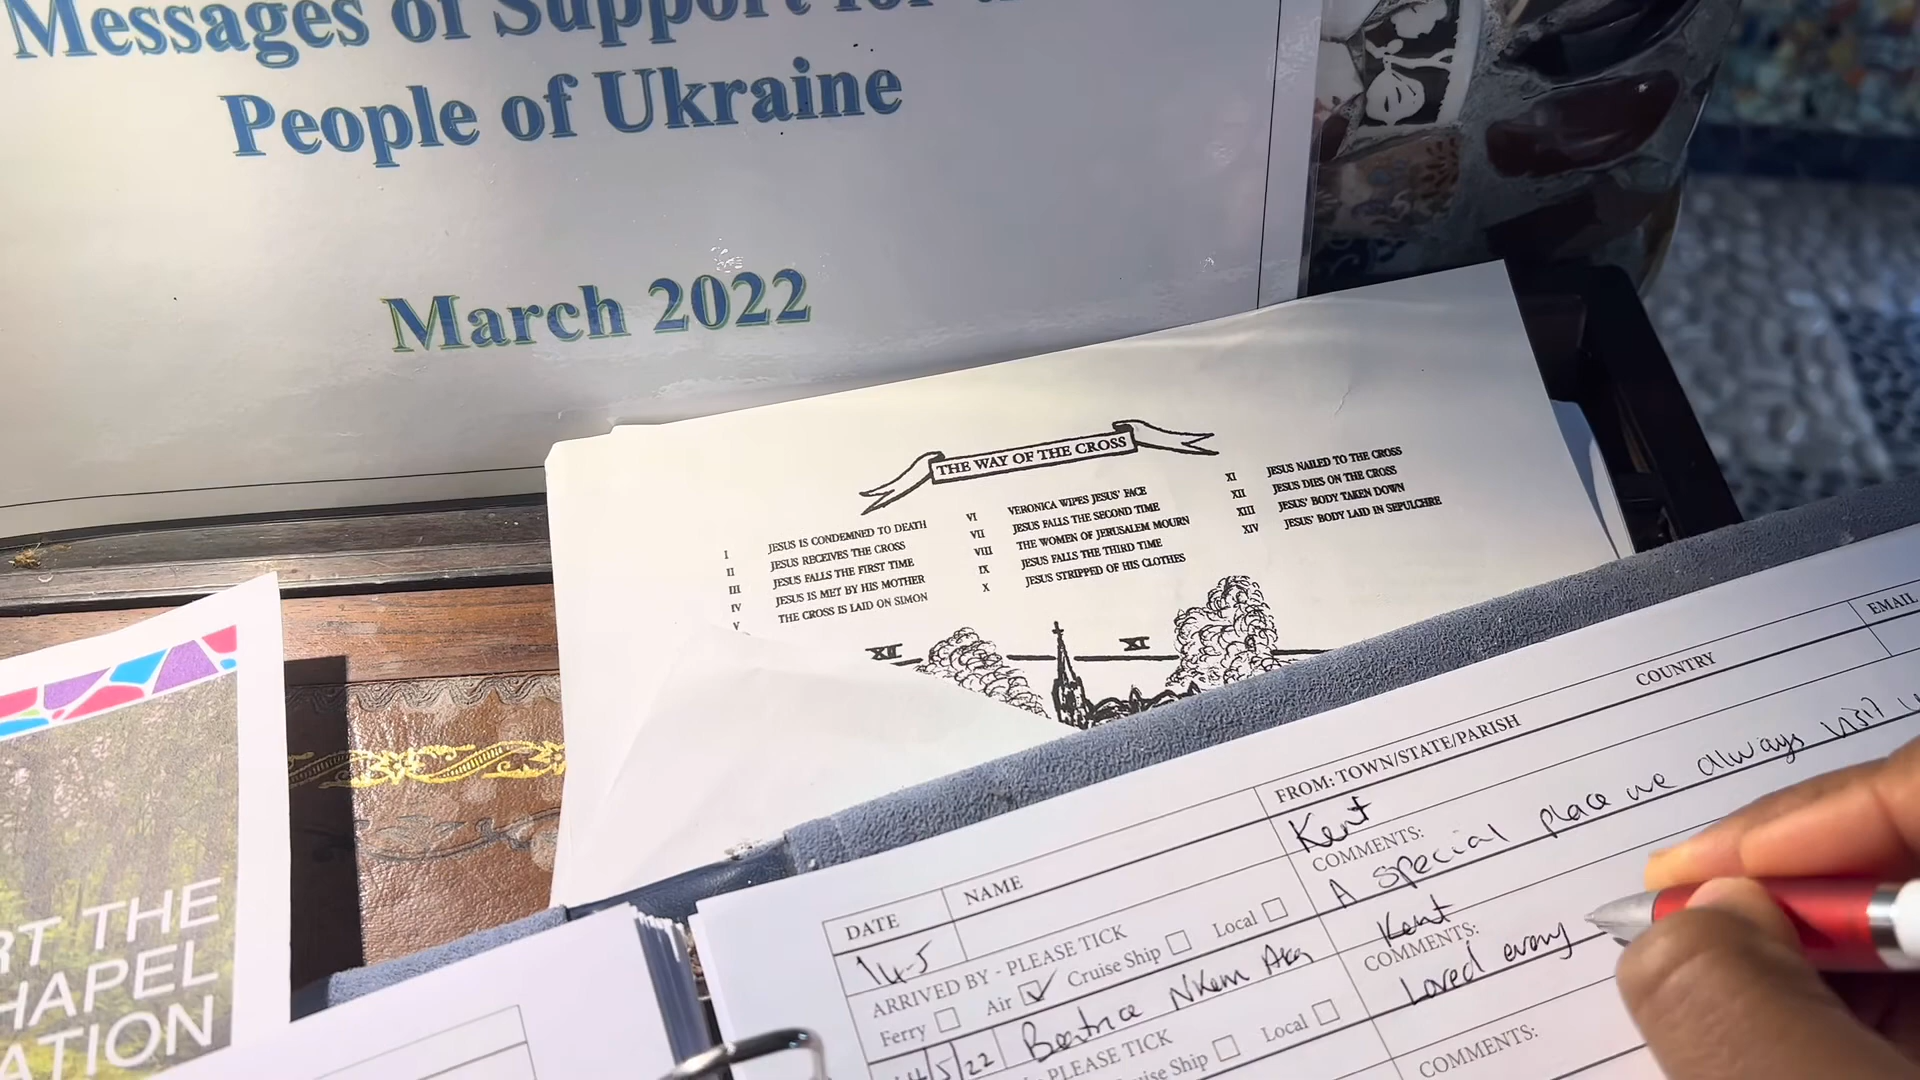 Messages of Support for
People of Ukraine
March 2022
THE WAY OF THE CROSS
I JESUS IS CONDEMNED TO DEATH
II JESUS RECEIVES THE CROSS
III JESUS FALLS THE FIRST TIME
IV JESUS IS MET BY HIS MOTHER
V THE CROSS IS LAID ON SIMON
VI VERONICA WIPES JESUS' FACE
VII JESUS FALLS THE SECOND TIME
VIII THE WOMEN OF JERUSALEM MOURN
IX JESUS FALLS THE THIRD TIME
X JESUS STRIPPED OF HIS CLOTHES
XI JESUS NAILED TO THE CROSS
XII JESUS DIES ON THE CROSS
XIII JESUS' BODY TAKEN DOWN
XIV JESUS' BODY LAID IN SEPULCHRE
XII XI
RT THE
HAPEL
ATION
DATE NAME FROM: TOWN/STATE/PARISH COUNTRY EMAIL
14-5 Kent
ARRIVED BY - PLEASE TICK COMMENTS:
Ferry Air Cruise Ship Local A special place we always visit
14/5/22 Beatrice Nkem Kent
PLEASE TICK COMMENTS:
Cruise Ship Local Loved every
COMMENTS: